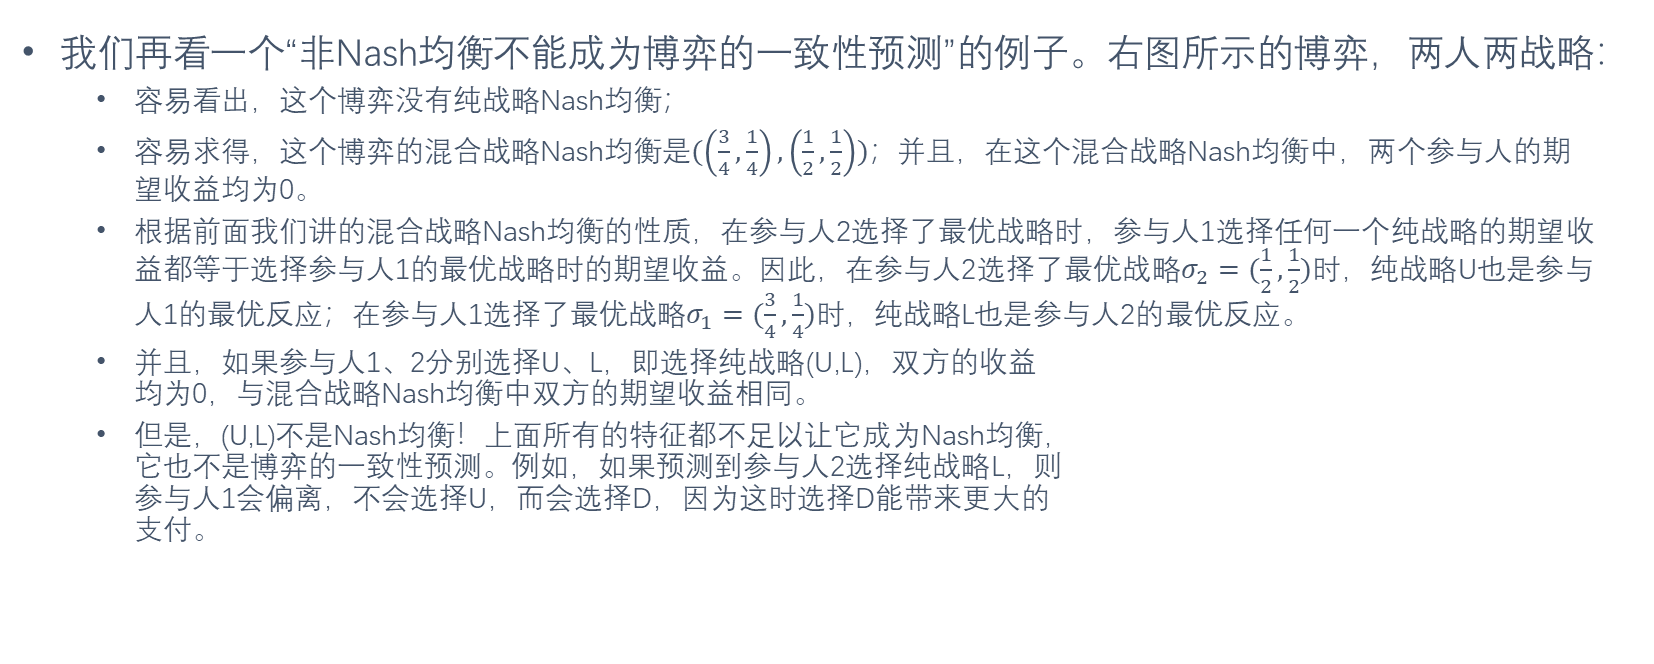 • 我们再看一个“非Nash均衡不能成为博弈的一致性预测”的例子。右图所示的博弈，两人两战略：
• 容易看出，这个博弈没有纯战略Nash均衡；
• 容易求得，这个博弈的混合战略Nash均衡是((3/4,1/4),(1/2,1/2))；并且，在这个混合战略Nash均衡中，两个参与人的期
望收益均为0。
• 根据前面我们讲的混合战略Nash均衡的性质，在参与人2选择了最优战略时，参与人1选择任何一个纯战略的期望收
益都等于选择参与人1的最优战略时的期望收益。因此，在参与人2选择了最优战略σ₂ = (1/2,1/2)时，纯战略U也是参与
人1的最优反应；在参与人1选择了最优战略σ₁ = (3/4,1/4)时，纯战略L也是参与人2的最优反应。
• 并且，如果参与人1、2分别选择U、L，即选择纯战略(U,L)，双方的收益
均为0，与混合战略Nash均衡中双方的期望收益相同。
• 但是，(U,L)不是Nash均衡！上面所有的特征都不足以让它成为Nash均衡，
它也不是博弈的一致性预测。例如，如果预测到参与人2选择纯战略L，则
参与人1会偏离，不会选择U，而会选择D，因为这时选择D能带来更大的
支付。